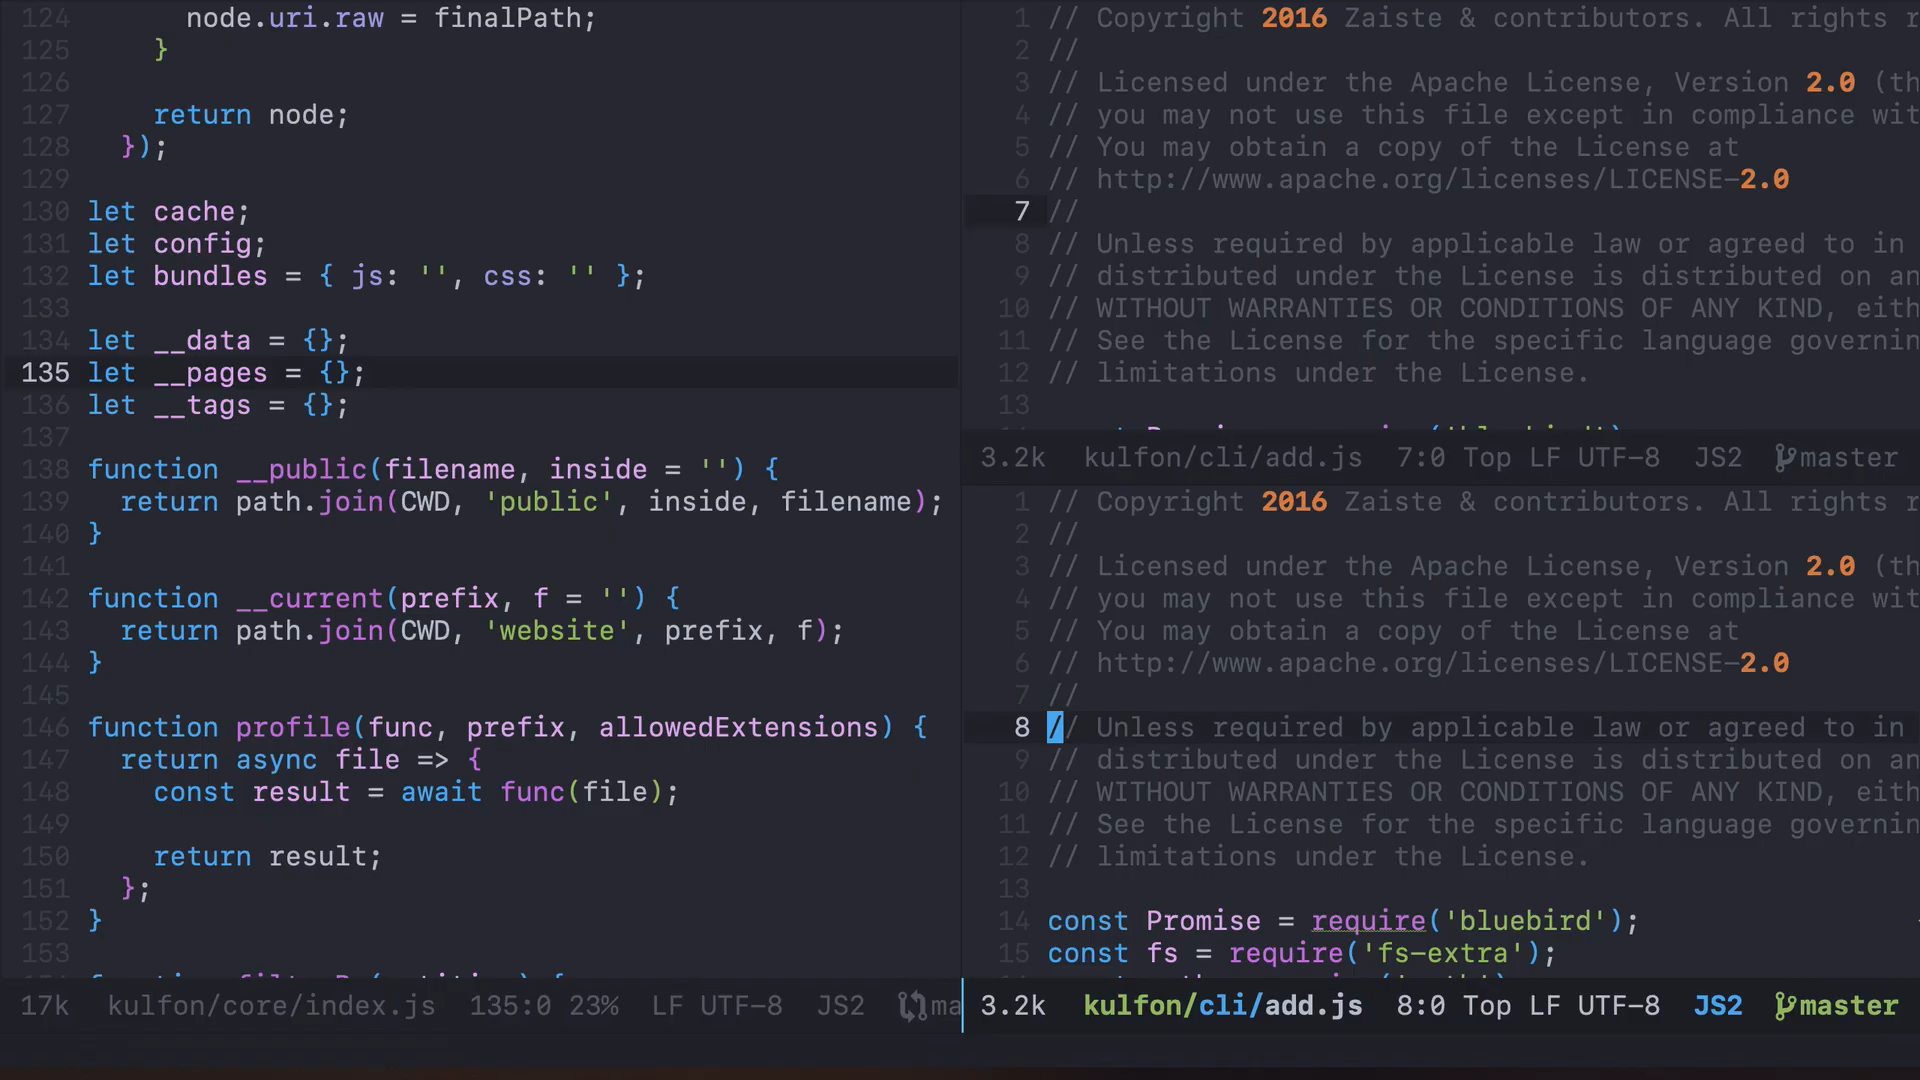 124 node.uri.raw = finalPath;
125 }
126
127 return node;
128 });
129
130 let cache;
131 let config;
132 let bundles = { js: '', css: '' };
133
134 let __data = {};
135 let __pages = {};
136 let __tags = {};
137
138 function __public(filename, inside = '') {
139 return path.join(CWD, 'public', inside, filename);
140 }
141
142 function __current(prefix, f = '') {
143 return path.join(CWD, 'website', prefix, f);
144 }
145
146 function profile(func, prefix, allowedExtensions) {
147 return async file => {
148 const result = await func(file);
149
150 return result;
151 };
152 }
153
17k kulfon/core/index.js 135:0 23% LF UTF-8 JS2 ma
1 // Copyright 2016 Zaiste & contributors. All rights r
2 //
3 // Licensed under the Apache License, Version 2.0 (th
4 // you may not use this file except in compliance wit
5 // You may obtain a copy of the License at
6 // http://www.apache.org/licenses/LICENSE-2.0
7 //
8 // Unless required by applicable law or agreed to in
9 // distributed under the License is distributed on an
10 // WITHOUT WARRANTIES OR CONDITIONS OF ANY KIND, eith
11 // See the License for the specific language governin
12 // limitations under the License.
13
3.2k kulfon/cli/add.js 7:0 Top LF UTF-8 JS2 master
1 // Copyright 2016 Zaiste & contributors. All rights r
2 //
3 // Licensed under the Apache License, Version 2.0 (th
4 // you may not use this file except in compliance wit
5 // You may obtain a copy of the License at
6 // http://www.apache.org/licenses/LICENSE-2.0
7 //
8 // Unless required by applicable law or agreed to in
9 // distributed under the License is distributed on an
10 // WITHOUT WARRANTIES OR CONDITIONS OF ANY KIND, eith
11 // See the License for the specific language governin
12 // limitations under the License.
13
14 const Promise = require('bluebird');
15 const fs = require('fs-extra');
3.2k kulfon/cli/add.js 8:0 Top LF UTF-8 JS2 master